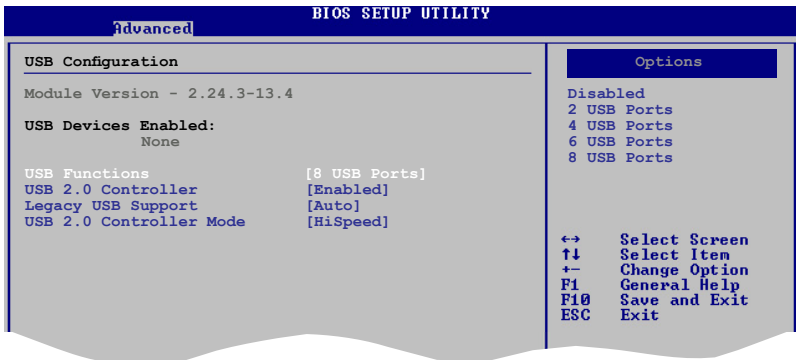 BIOS SETUP UTILITY
Advanced
USB Configuration
Module Version - 2.24.3-13.4
USB Devices Enabled:
None
USB Functions [8 USB Ports]
USB 2.0 Controller [Enabled]
Legacy USB Support [Auto]
USB 2.0 Controller Mode [HiSpeed]
Options
Disabled
2 USB Ports
4 USB Ports
6 USB Ports
8 USB Ports
←→ Select Screen
↑↓ Select Item
+- Change Option
F1 General Help
F10 Save and Exit
ESC Exit